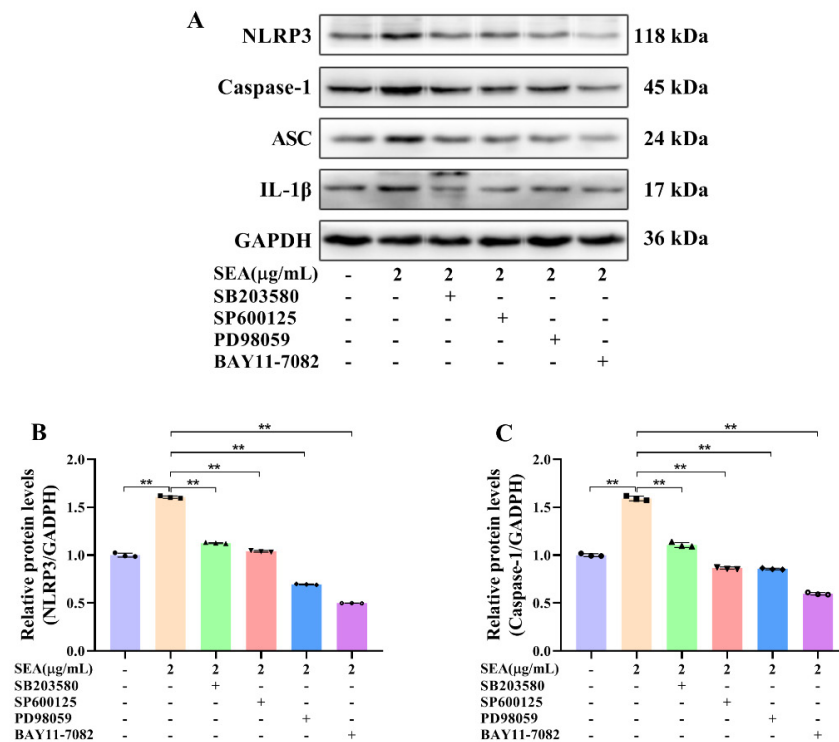 A
NLRP3 118 kDa
Caspase-1 45 kDa
ASC 24 kDa
IL-1β 17 kDa
GAPDH 36 kDa
SEA(μg/mL) - 2 2 2 2 2
SB203580 - - + - - -
SP600125 - - - + - -
PD98059 - - - - + -
BAY11-7082 - - - - - +
B
**
**
**
** **
Relative protein levels
(NLRP3/GADPH)
2.0
1.5
1.0
0.5
0.0
SEA(μg/mL) - 2 2 2 2 2
SB203580 - - + - - -
SP600125 - - - + - -
PD98059 - - - - + -
BAY11-7082 - - - - - +
C
**
**
**
** **
Relative protein levels
(Caspase-1/GADPH)
2.0
1.5
1.0
0.5
0.0
SEA(μg/mL) - 2 2 2 2 2
SB203580 - - + - - -
SP600125 - - - + - -
PD98059 - - - - + -
BAY11-7082 - - - - - +